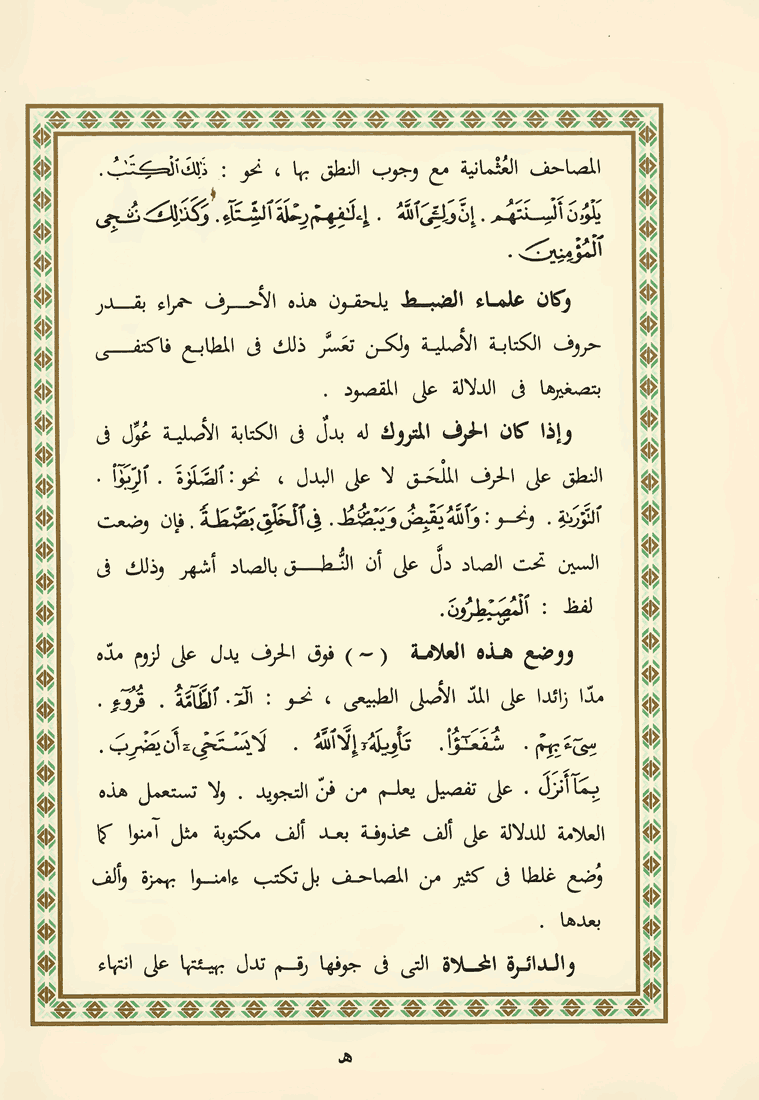 المصاحف العُثْمانية مع وجوب النطق بها ، نحو : ذَٰلِكَ ٱلْكِتَٰبُ .
يَلْوُۥنَ أَلْسِنَتَهُم . إِنَّ وَلِـِّۧىَ ٱللَّهُ . إِۦلَٰفِهِمْ رِحْلَةَ ٱلشِّتَآءِ . وَكَذَٰلِكَ نُۨجِى
ٱلْمُؤْمِنِينَ .
وكان علماء الضبط يلحقون هذه الأحرف حمراء بقدر
حروف الكتابة الأصلية ولكن تعَسَّر ذلك فى المطابع فاكتفى
بتصغيرها فى الدلالة على المقصود .
وإذا كان الحرف المتروك له بدلٌ فى الكتابة الأصلية عُوِّل فى
النطق على الحرف الملْحَق لا على البدل ، نحو : ٱلصَّلَوٰةَ . ٱلرِّبَوٰا۟ .
ٱلتَّوْرَىٰةِ . ونحو : وَٱللَّهُ يَقْبِضُ وَيَبْصُۜطُ . فِى ٱلْخَلْقِ بَصْۜطَةً . فإن وضعت
السين تحت الصاد دلَّ على أن النُّطق بالصاد أشهر وذلك فى
لفظ : ٱلْمُصَۣيْطِرُونَ .
ووضع هذه العلامة ( ~ ) فوق الحرف يدل على لزوم مدّه
مدّا زائدا على المدّ الأصلى الطبيعى ، نحو : الٓمٓ . ٱلطَّآمَّةُ . قُرُوٓءٍ .
سِىٓءَ بِهِمْ . شُفَعَٰٓؤُا۟ . تَأْوِيلَهُۥٓ إِلَّا ٱللَّهُ . لَا يَسْتَحْىِۦٓ أَن يَضْرِبَ .
بِمَآ أَنزَلَ . على تفصيل يعلم من فنّ التجويد . ولا تستعمل هذه
العلامة للدلالة على ألف محذوفة بعد ألف مكتوبة مثل آمنوا كما
وُضع غلطا فى كثير من المصاحف بل تكتب ءامنوا بهمزة وألف
بعدها .
والدائرة المحلاة التى فى جوفها رقم تدل بهيئتها على انتهاء
هـ